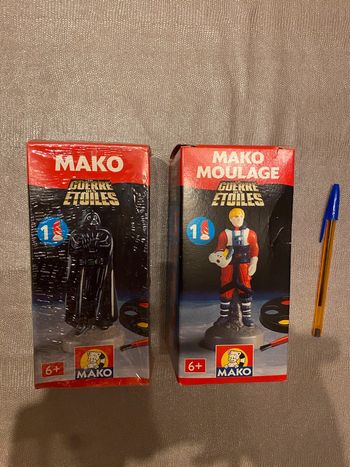 MAKO
GUERRE
ETOILES
1
6+
MAKO
MAKO
MOULAGE
GUERRE
ETOILES
1
6+
MAKO